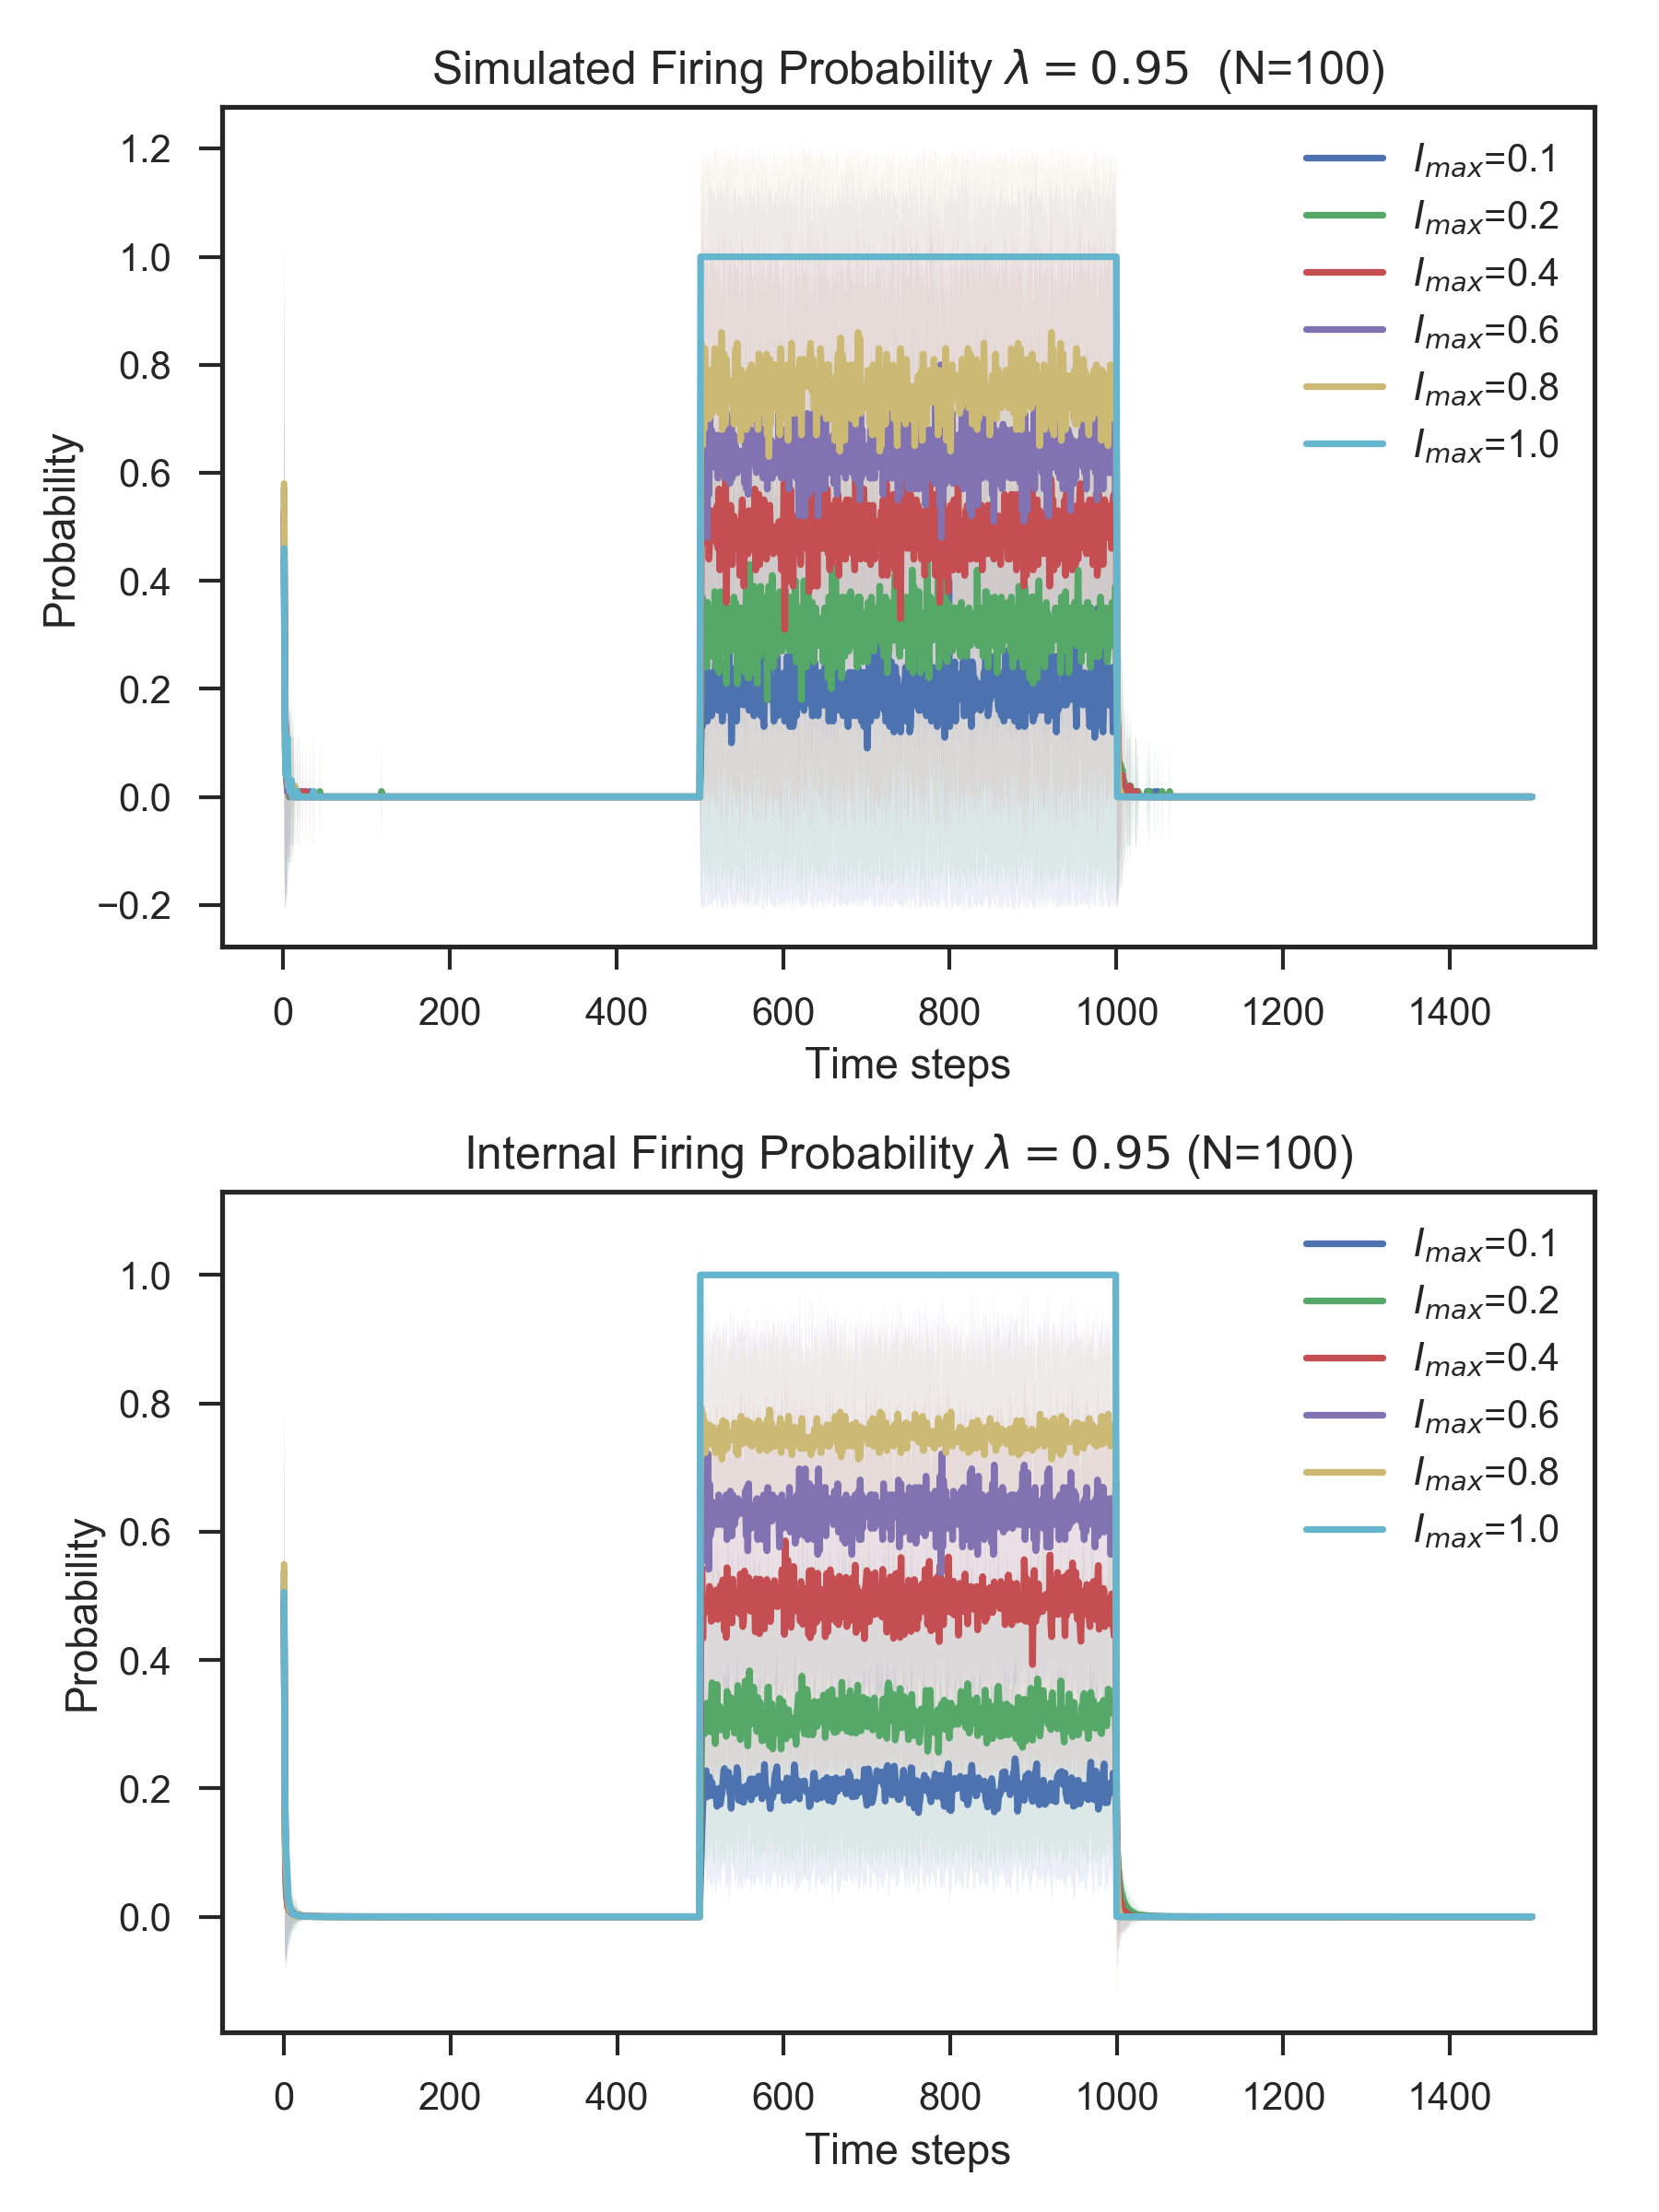 Simulated Firing Probability λ = 0.95 (N=100)
1.2
1.0
0.8
0.6
0.4
0.2
0.0
−0.2
Probability
I_max=0.1
I_max=0.2
I_max=0.4
I_max=0.6
I_max=0.8
I_max=1.0
0 200 400 600 800 1000 1200 1400
Time steps
Internal Firing Probability λ = 0.95 (N=100)
1.0
0.8
0.6
0.4
0.2
0.0
Probability
I_max=0.1
I_max=0.2
I_max=0.4
I_max=0.6
I_max=0.8
I_max=1.0
0 200 400 600 800 1000 1200 1400
Time steps